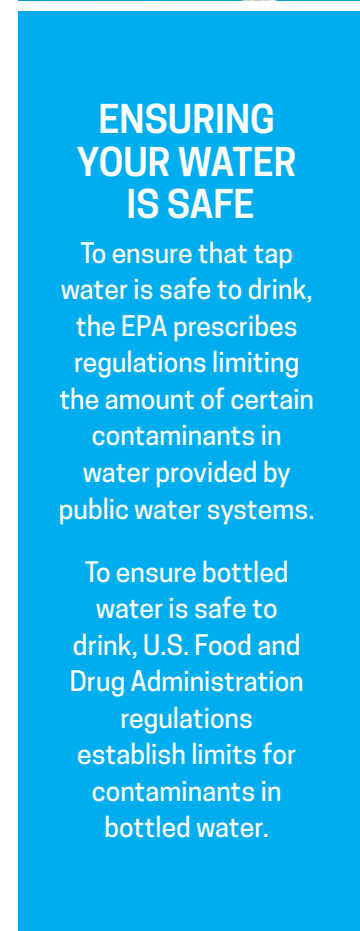 ENSURING
YOUR WATER
IS SAFE
To ensure that tap
water is safe to drink,
the EPA prescribes
regulations limiting
the amount of certain
contaminants in
water provided by
public water systems.
To ensure bottled
water is safe to
drink, U.S. Food and
Drug Administration
regulations
establish limits for
contaminants in
bottled water.